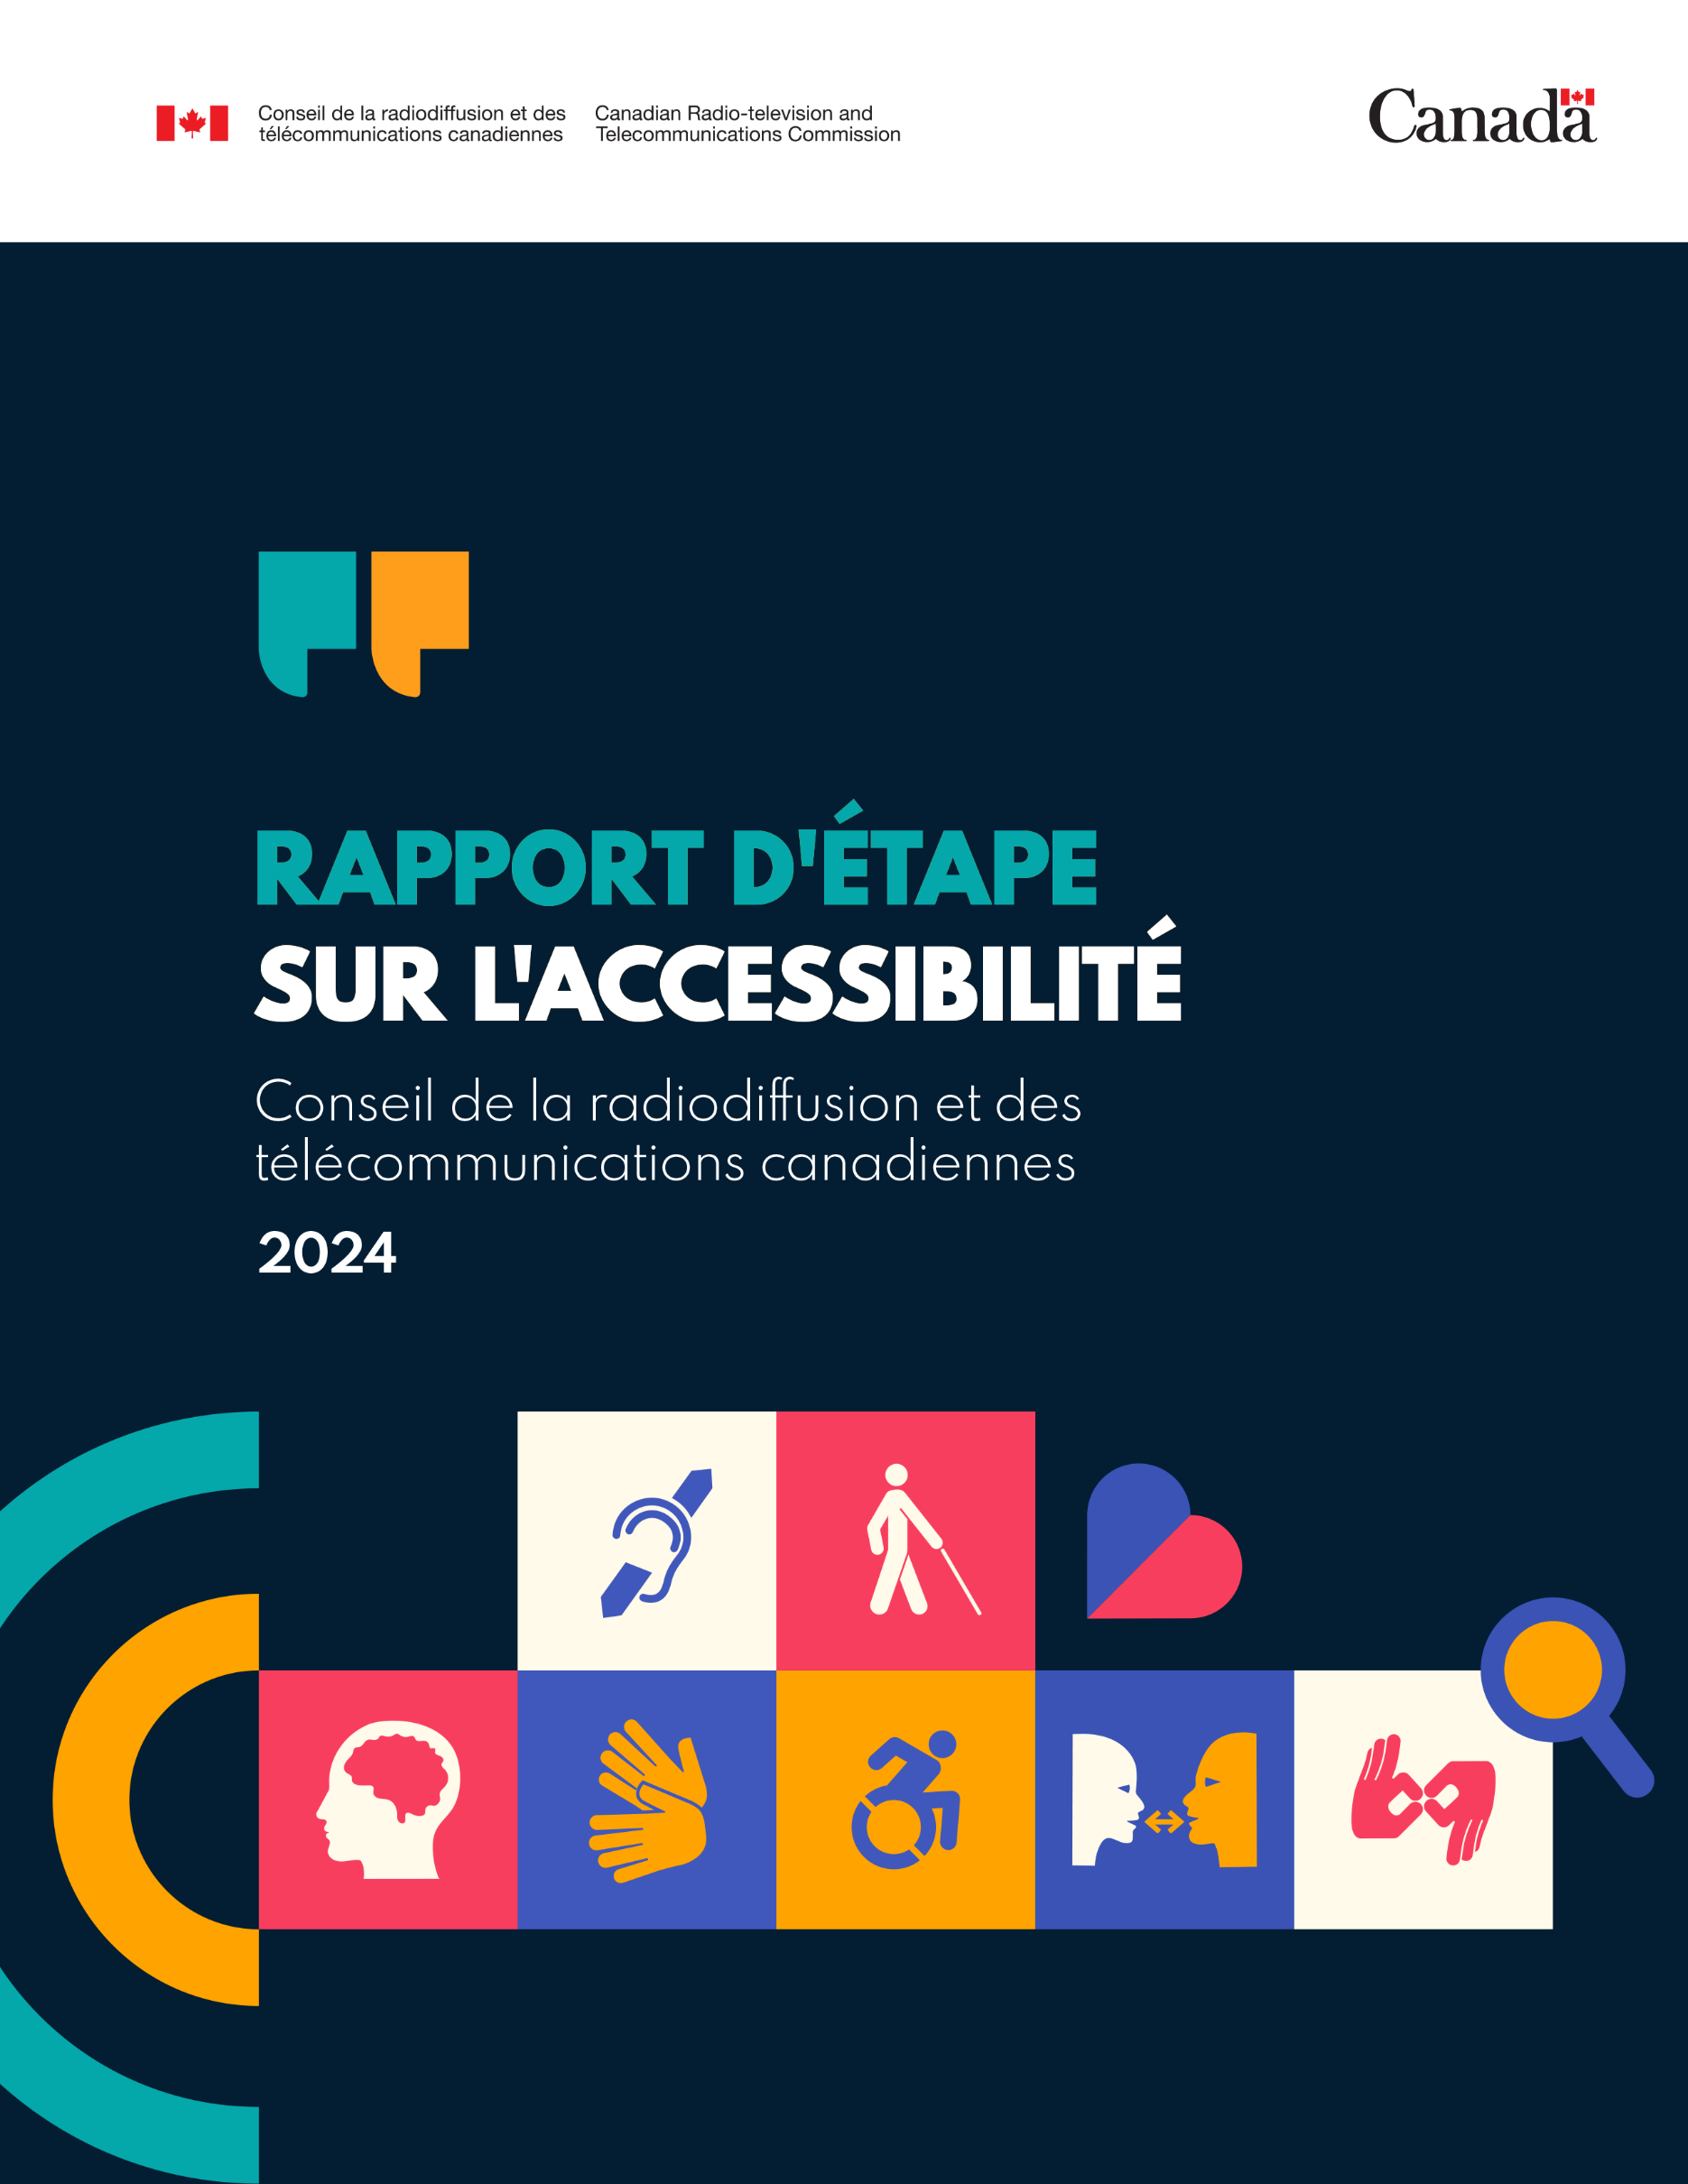 Conseil de la radiodiffusion et des
télécommunications canadiennes
Canadian Radio-television and
Telecommunications Commission
Canada
RAPPORT D'ÉTAPE
SUR L'ACCESSIBILITÉ
Conseil de la radiodiffusion et des
télécommunications canadiennes
2024